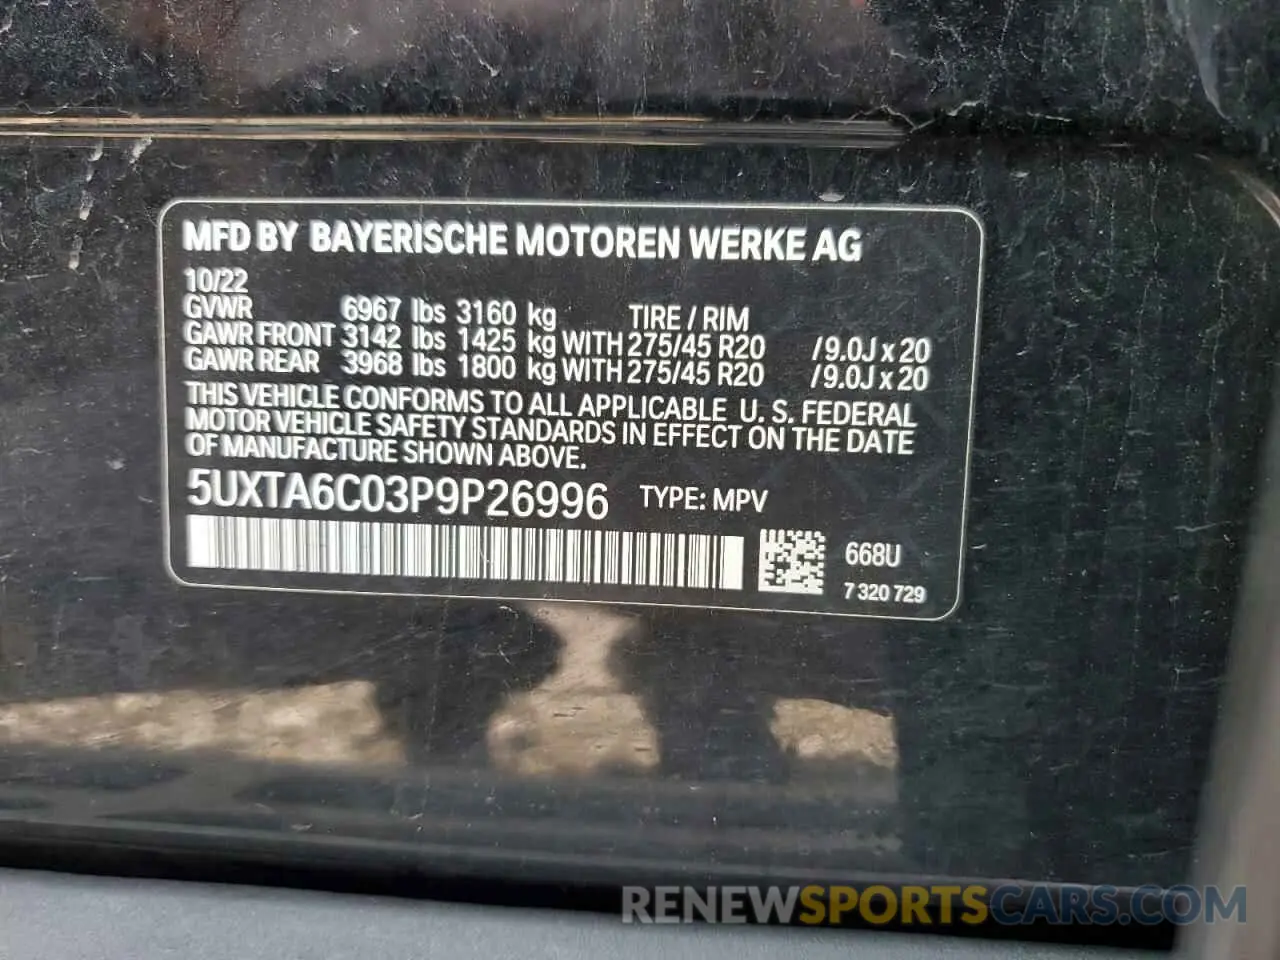 MFD BY BAYERISCHE MOTOREN WERKE AG
10/22
GVWR 6967 lbs 3160 kg TIRE / RIM
GAWR FRONT 3142 lbs 1425 kg WITH 275/45 R20 /9.0J x 20
GAWR REAR 3968 lbs 1800 kg WITH 275/45 R20 /9.0J x 20
THIS VEHICLE CONFORMS TO ALL APPLICABLE U. S. FEDERAL
MOTOR VEHICLE SAFETY STANDARDS IN EFFECT ON THE DATE
OF MANUFACTURE SHOWN ABOVE.
5UXTA6C03P9P26996 TYPE: MPV
668U
7 320 729
RENEWSPORTSCARS.COM